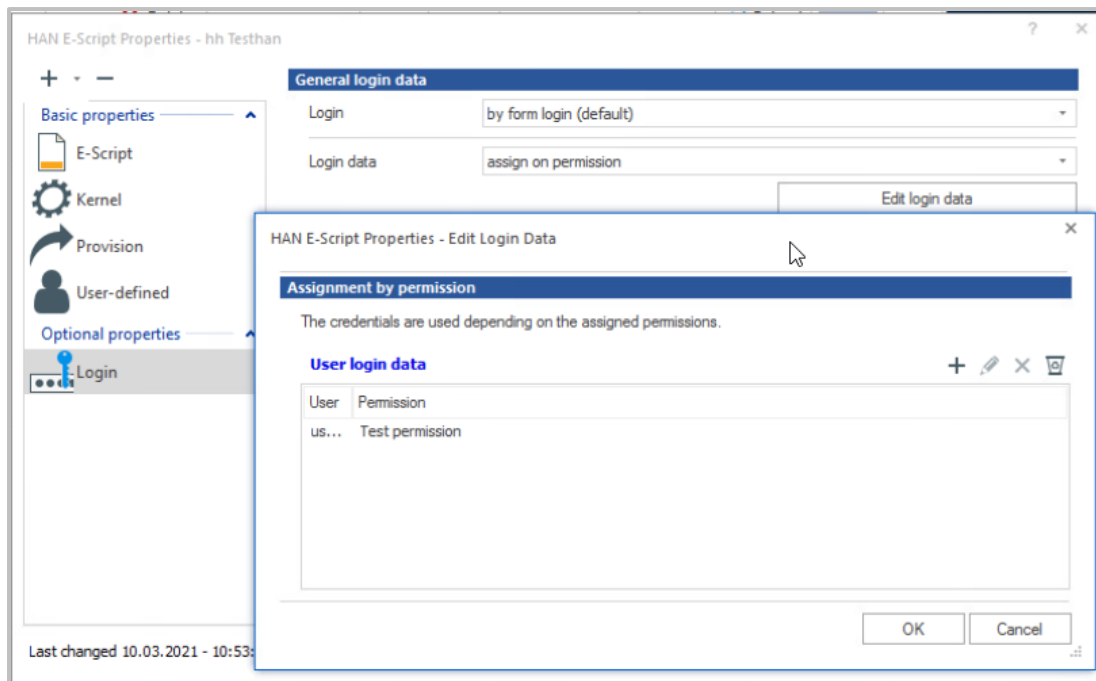 HAN E-Script Properties - hh Testhan
General login data
Login
by form login (default)
Login data
assign on permission
Edit login data
Basic properties
E-Script
Kernel
Provision
User-defined
Optional properties
Login
HAN E-Script Properties - Edit Login Data
Assignment by permission
The credentials are used depending on the assigned permissions.
User login data
User Permission
us... Test permission
OK Cancel
Last changed 10.03.2021 - 10:53: